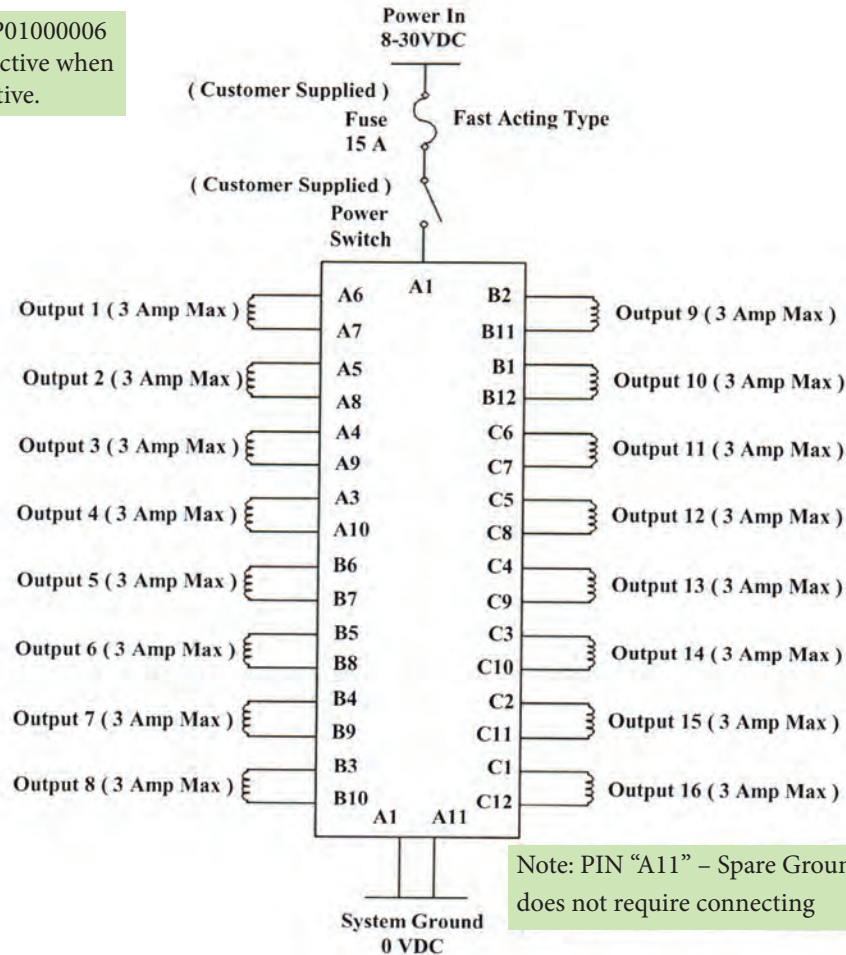 P01000006
ctive when
tive.
Power In
8-30VDC
( Customer Supplied )
Fuse
15 A
Fast Acting Type
( Customer Supplied )
Power
Switch
A1
Output 1 ( 3 Amp Max )
A6
A7
Output 2 ( 3 Amp Max )
A5
A8
Output 3 ( 3 Amp Max )
A4
A9
Output 4 ( 3 Amp Max )
A3
A10
Output 5 ( 3 Amp Max )
B6
B7
Output 6 ( 3 Amp Max )
B5
B8
Output 7 ( 3 Amp Max )
B4
B9
Output 8 ( 3 Amp Max )
B3
B10
B2
B11
Output 9 ( 3 Amp Max )
B1
B12
Output 10 ( 3 Amp Max )
C6
C7
Output 11 ( 3 Amp Max )
C5
C8
Output 12 ( 3 Amp Max )
C4
C9
Output 13 ( 3 Amp Max )
C3
C10
Output 14 ( 3 Amp Max )
C2
C11
Output 15 ( 3 Amp Max )
C1
C12
Output 16 ( 3 Amp Max )
A1 A11
System Ground
0 VDC
Note: PIN “A11” – Spare Groun
does not require connecting